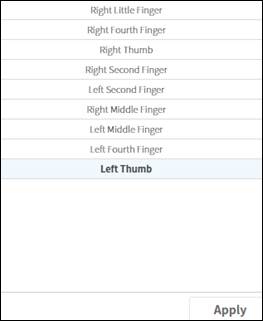 Right Little Finger
Right Fourth Finger
Right Thumb
Right Second Finger
Left Second Finger
Right Middle Finger
Left Middle Finger
Left Fourth Finger
Left Thumb
Apply